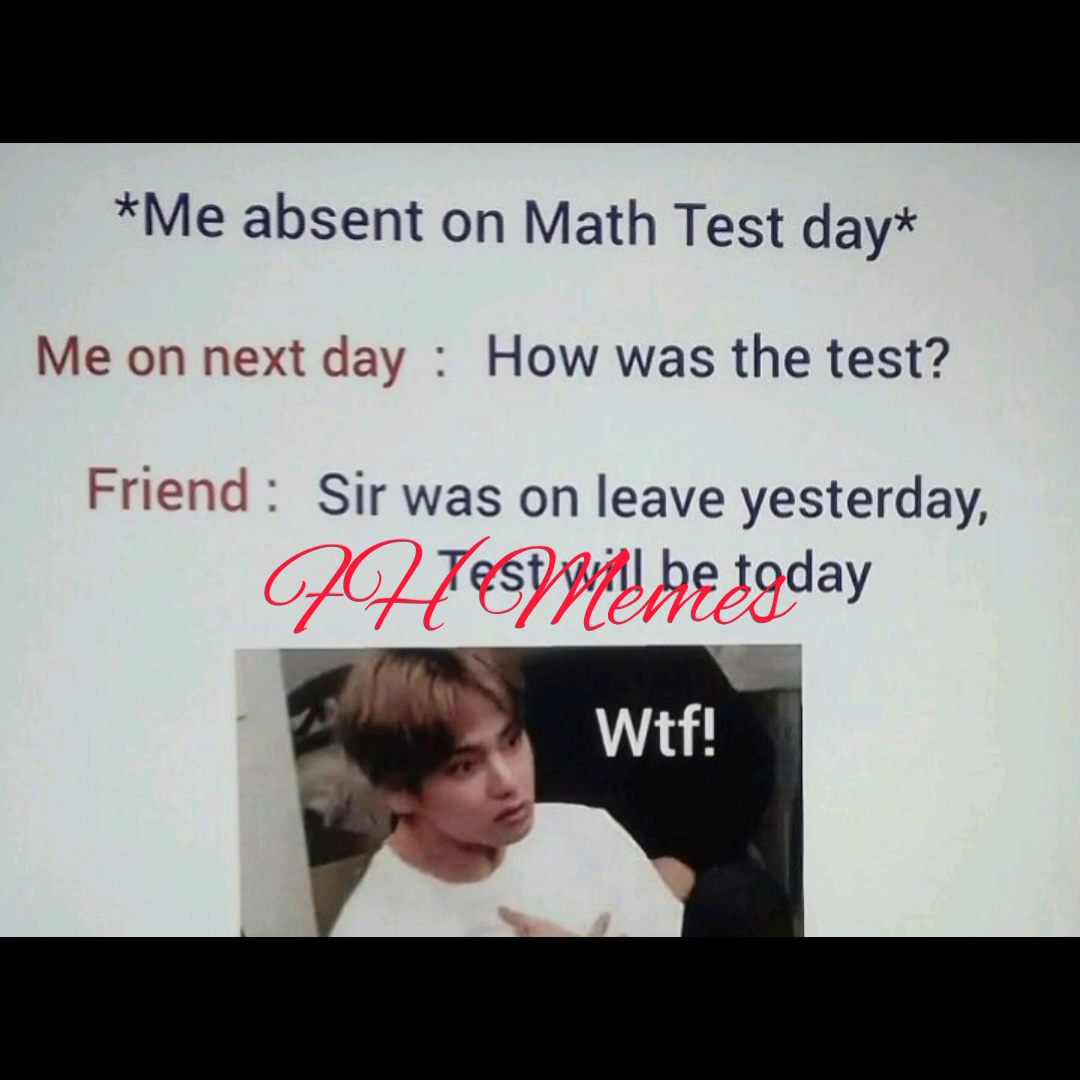 *Me absent on Math Test day*
Me on next day : How was the test?
Friend : Sir was on leave yesterday,
Test will be today
FH Memes
Wtf!